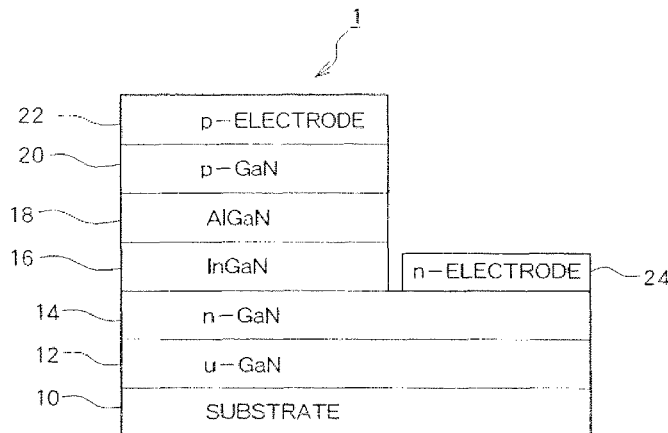 1
22 p-ELECTRODE
20 p-GaN
18 AlGaN
16 InGaN n-ELECTRODE 24
14 n-GaN
12 u-GaN
10 SUBSTRATE